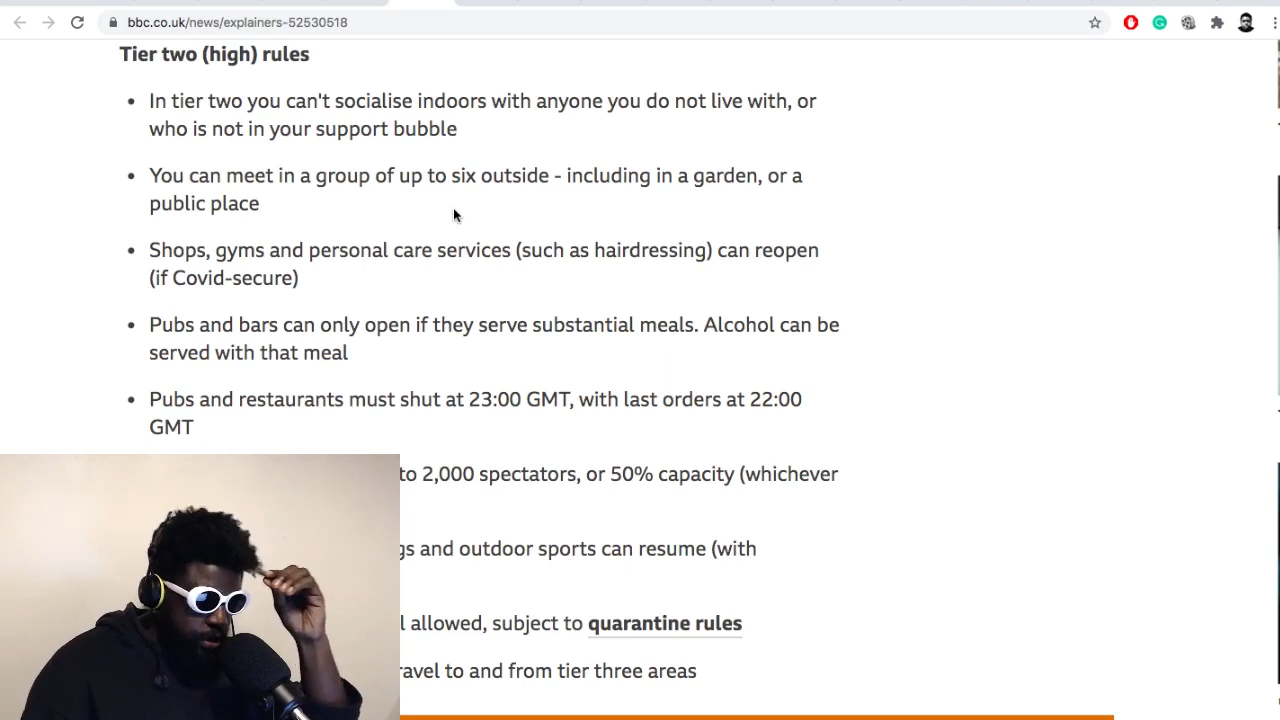 bbc.co.uk/news/explainers-52530518
Tier two (high) rules
• In tier two you can't socialise indoors with anyone you do not live with, or
who is not in your support bubble
• You can meet in a group of up to six outside - including in a garden, or a
public place
• Shops, gyms and personal care services (such as hairdressing) can reopen
(if Covid-secure)
• Pubs and bars can only open if they serve substantial meals. Alcohol can be
served with that meal
• Pubs and restaurants must shut at 23:00 GMT, with last orders at 22:00
GMT
to 2,000 spectators, or 50% capacity (whichever
gs and outdoor sports can resume (with
l allowed, subject to quarantine rules
ravel to and from tier three areas